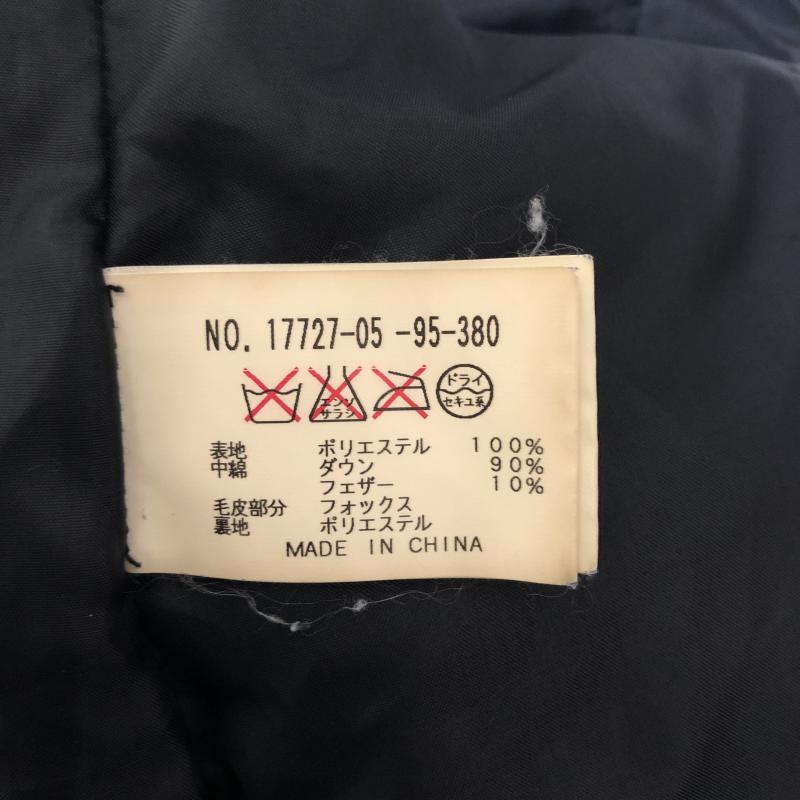 NO. 17727-05 -95-380
エンソ サラシ ドライ セキユ系
表地 ポリエステル 100%
中綿 ダウン 90%
フェザー 10%
毛皮部分 フォックス
裏地 ポリエステル
MADE IN CHINA